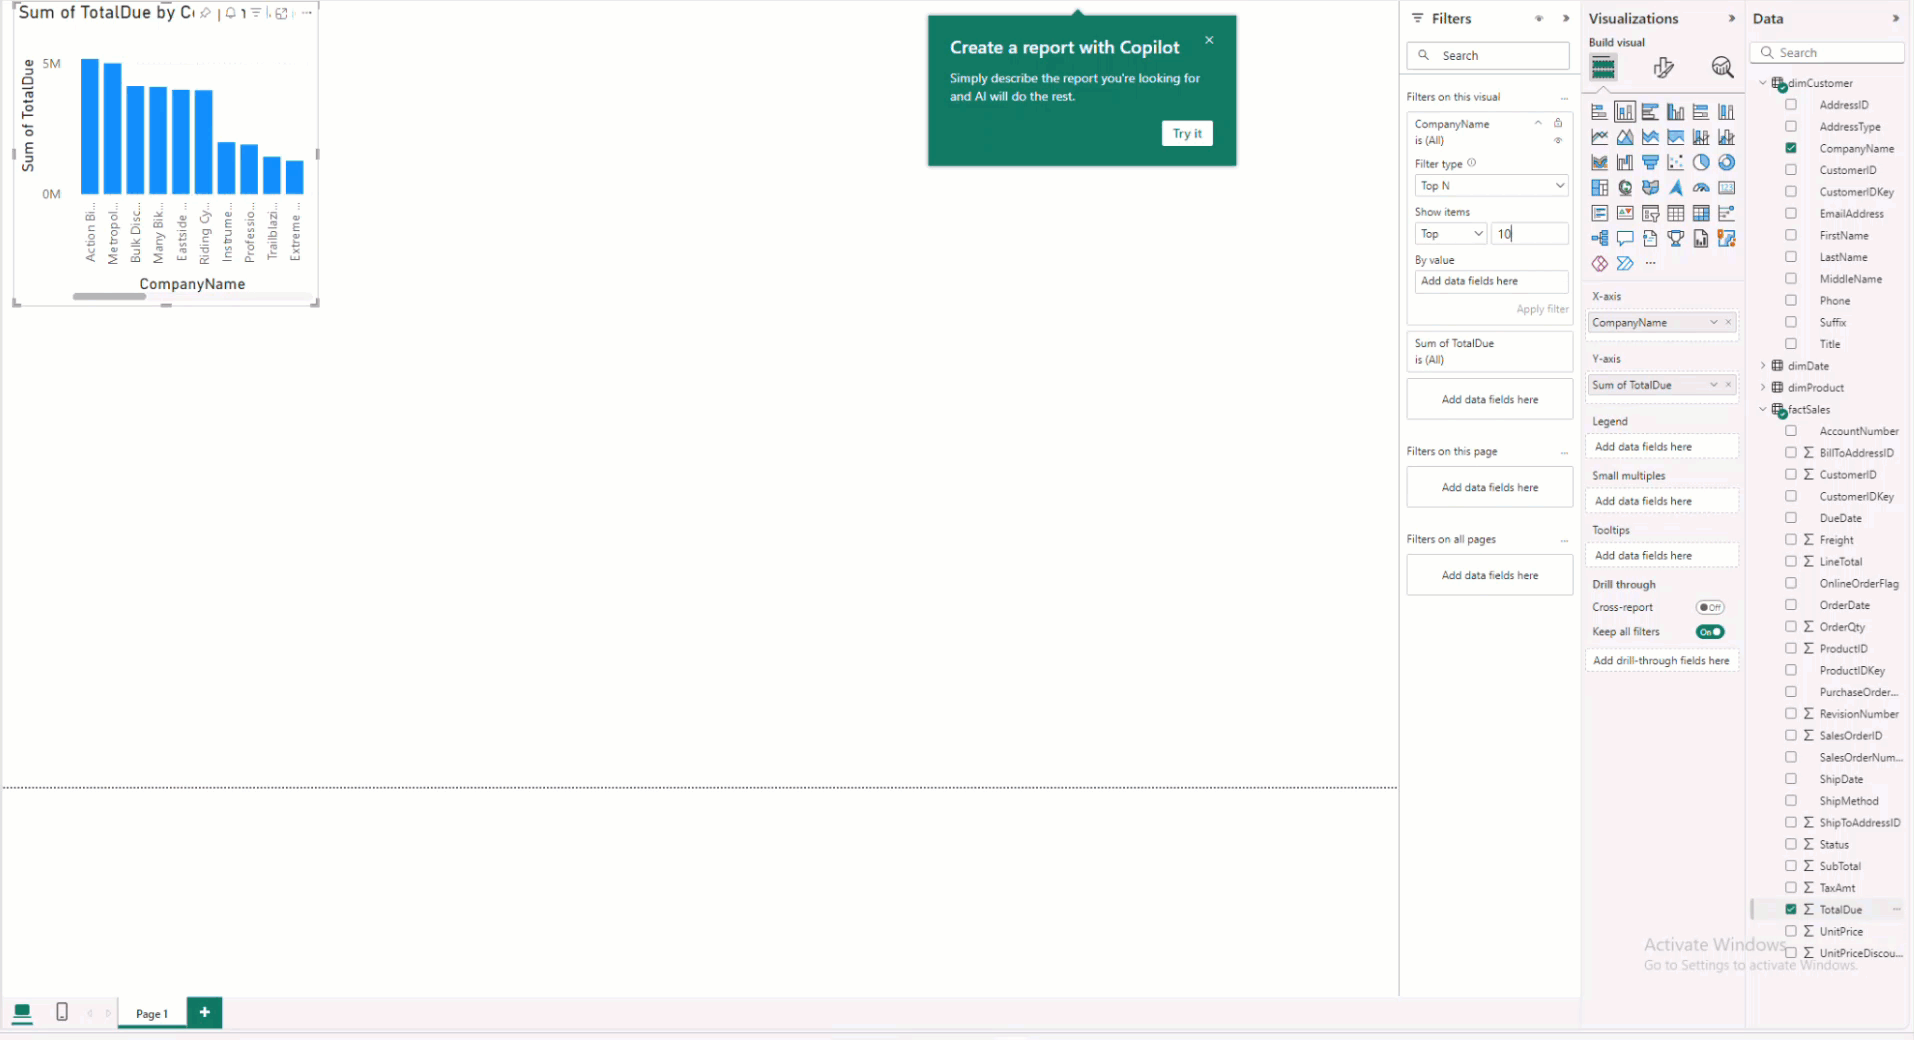 Sum of TotalDue by C
Sum of TotalDue
5M
0M
Action Bi...
Metropol...
Bulk Disc...
Many Bik...
Eastside ...
Riding Cy...
Instrume...
Professio...
Trailblazi...
Extreme ...
CompanyName
Create a report with Copilot
Simply describe the report you're looking for
and AI will do the rest.
Try it
Filters
Search
Filters on this visual
...
CompanyName
is (All)
Filter type
Top N
Show items
Top
10
By value
Add data fields here
Apply filter
Sum of TotalDue
is (All)
Add data fields here
Filters on this page
...
Add data fields here
Filters on all pages
...
Add data fields here
Visualizations
Build visual
...
X-axis
CompanyName
Y-axis
Sum of TotalDue
Legend
Add data fields here
Small multiples
Add data fields here
Tooltips
Add data fields here
Drill through
Cross-report
Off
Keep all filters
On
Add drill-through fields here
Data
Search
dimCustomer
AddressID
AddressType
CompanyName
CustomerID
CustomerIDKey
EmailAddress
FirstName
LastName
MiddleName
Phone
Suffix
Title
dimDate
dimProduct
factSales
AccountNumber
BillToAddressID
CustomerID
CustomerIDKey
DueDate
Freight
LineTotal
OnlineOrderFlag
OrderDate
OrderQty
ProductID
ProductIDKey
PurchaseOrder...
RevisionNumber
SalesOrderID
SalesOrderNum...
ShipDate
ShipMethod
ShipToAddressID
Status
SubTotal
TaxAmt
TotalDue
UnitPrice
UnitPriceDiscou...
Activate Windows
Go to Settings to activate Windows.
Page 1